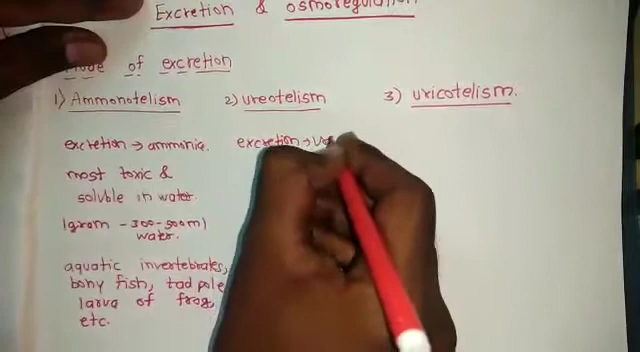 Excretion & osmoregulation
of excretion
1) Ammonotelism
2) Ureotelism
3) Uricotelism.
excretion → ammonia.
most toxic &
soluble in water.
1gram - 300-500ml
water.
aquatic invertebrates,
bony fish, tad pole
larva of frog,
etc.
excretion →